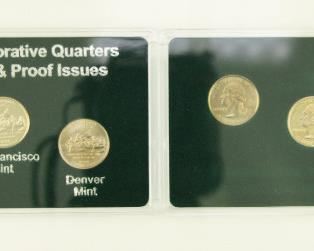 orative Quarters
& Proof Issues
ancisco
int
Denver
Mint